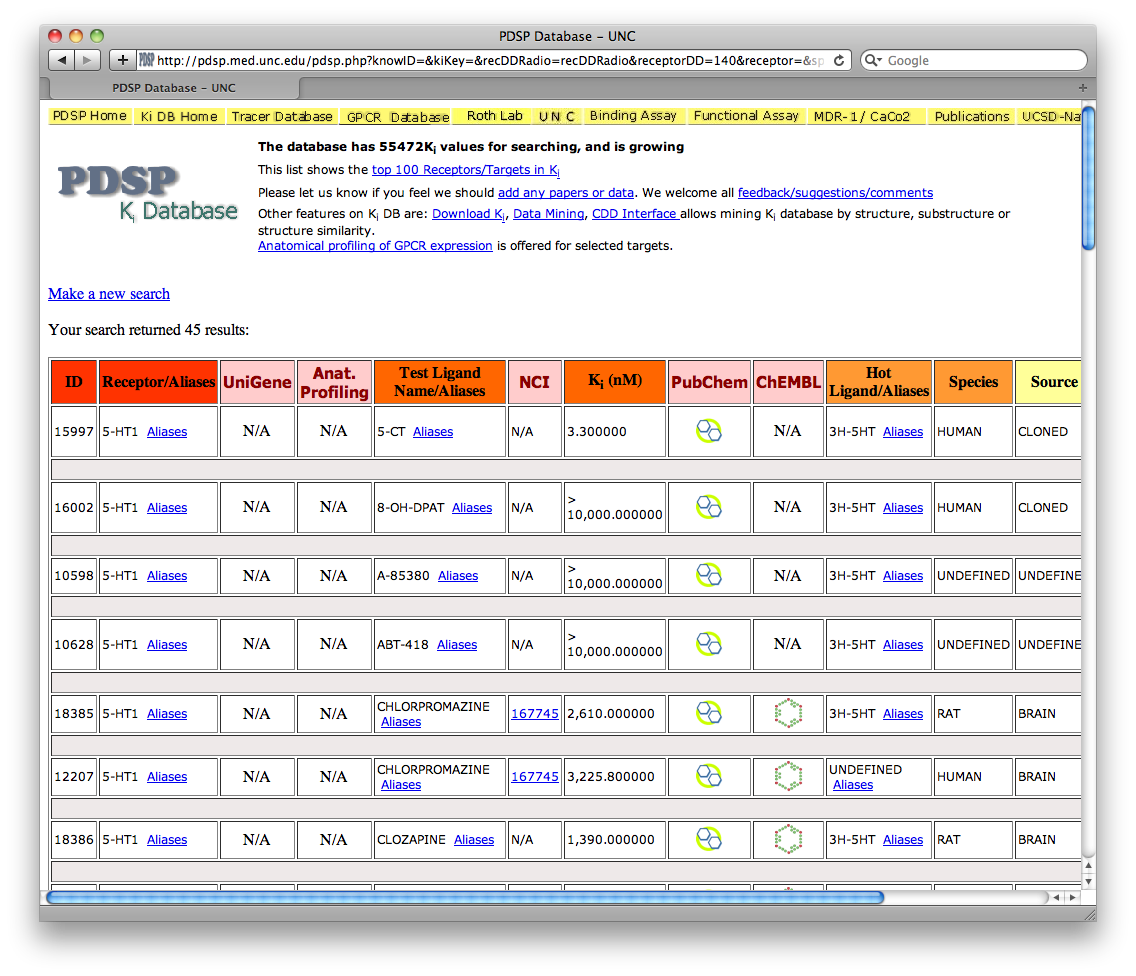 PDSP Database – UNC
PDSP http://pdsp.med.unc.edu/pdsp.php?knowID=&kiKey=&recDDRadio=recDDRadio&receptorDD=140&receptor=&sp
Google
PDSP Database – UNC
PDSP Home Ki DB Home Tracer Database GPCR Database Roth Lab U N C Binding Assay Functional Assay MDR- 1 / CaCo2 Publications UCSD-Na
The database has 55472Ki values for searching, and is growing
This list shows the top 100 Receptors/Targets in Ki
PDSP
Ki Database
Please let us know if you feel we should add any papers or data. We welcome all feedback/suggestions/comments
Other features on Ki DB are: Download Ki, Data Mining, CDD Interface allows mining Ki database by structure, substructure or
structure similarity.
Anatomical profiling of GPCR expression is offered for selected targets.
Make a new search
Your search returned 45 results:
ID Receptor/Aliases UniGene Anat. Profiling Test Ligand Name/Aliases NCI Ki (nM) PubChem ChEMBL Hot Ligand/Aliases Species Source
15997 5-HT1 Aliases N/A N/A 5-CT Aliases N/A 3.300000 N/A 3H-5HT Aliases HUMAN CLONED
16002 5-HT1 Aliases N/A N/A 8-OH-DPAT Aliases N/A > 10,000.000000 N/A 3H-5HT Aliases HUMAN CLONED
10598 5-HT1 Aliases N/A N/A A-85380 Aliases N/A > 10,000.000000 N/A 3H-5HT Aliases UNDEFINED UNDEFINE
10628 5-HT1 Aliases N/A N/A ABT-418 Aliases N/A > 10,000.000000 N/A 3H-5HT Aliases UNDEFINED UNDEFINE
18385 5-HT1 Aliases N/A N/A CHLORPROMAZINE Aliases 167745 2,610.000000 3H-5HT Aliases RAT BRAIN
12207 5-HT1 Aliases N/A N/A CHLORPROMAZINE Aliases 167745 3,225.800000 UNDEFINED Aliases HUMAN BRAIN
18386 5-HT1 Aliases N/A N/A CLOZAPINE Aliases N/A 1,390.000000 3H-5HT Aliases RAT BRAIN